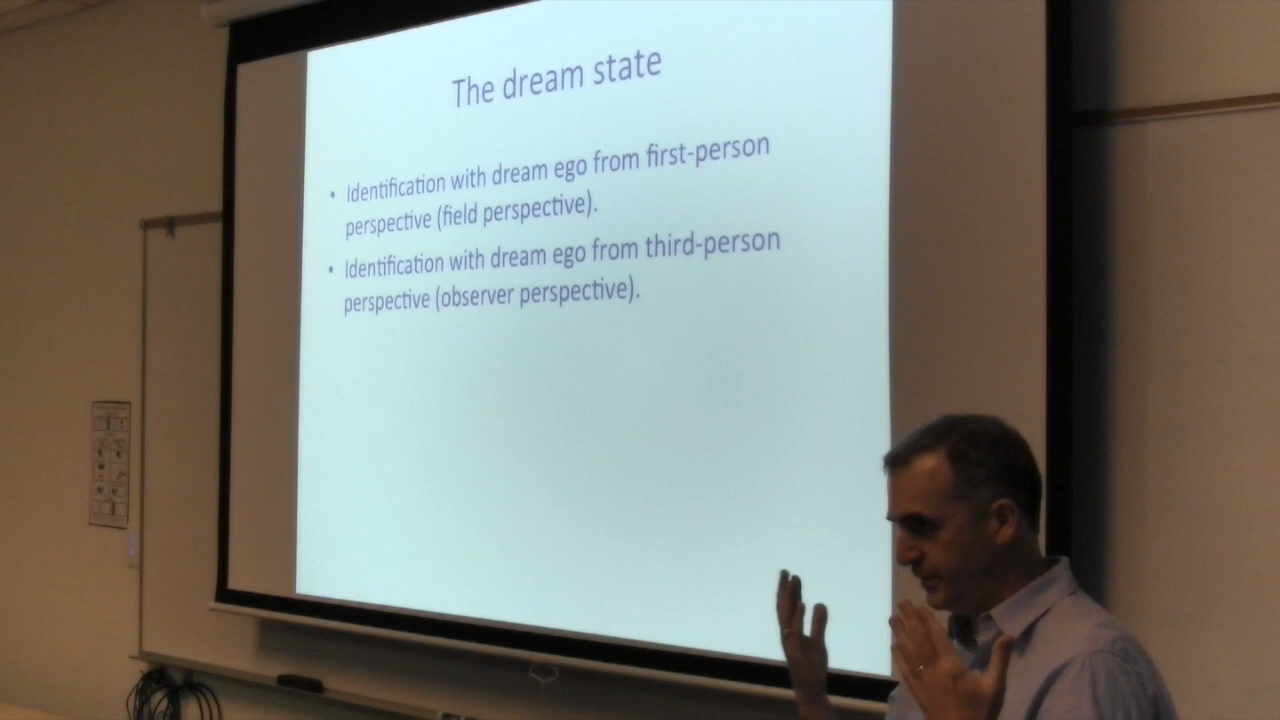 The dream state
• Identification with dream ego from first-person
perspective (field perspective).
• Identification with dream ego from third-person
perspective (observer perspective).